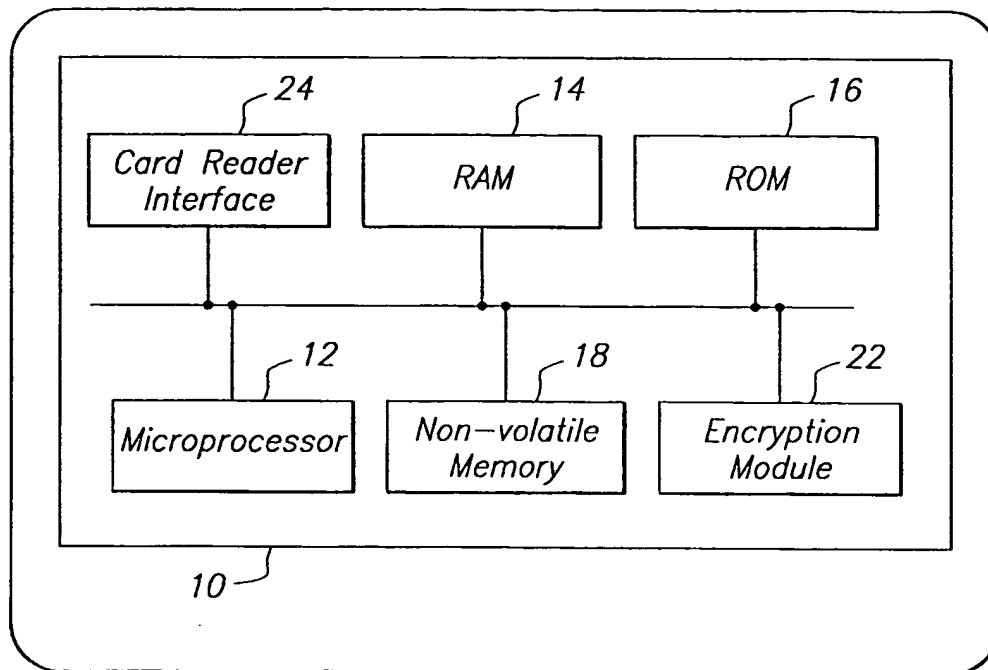 24
14
16
Card Reader
Interface
RAM
ROM
12
18
22
Microprocessor
Non-volatile
Memory
Encryption
Module
10